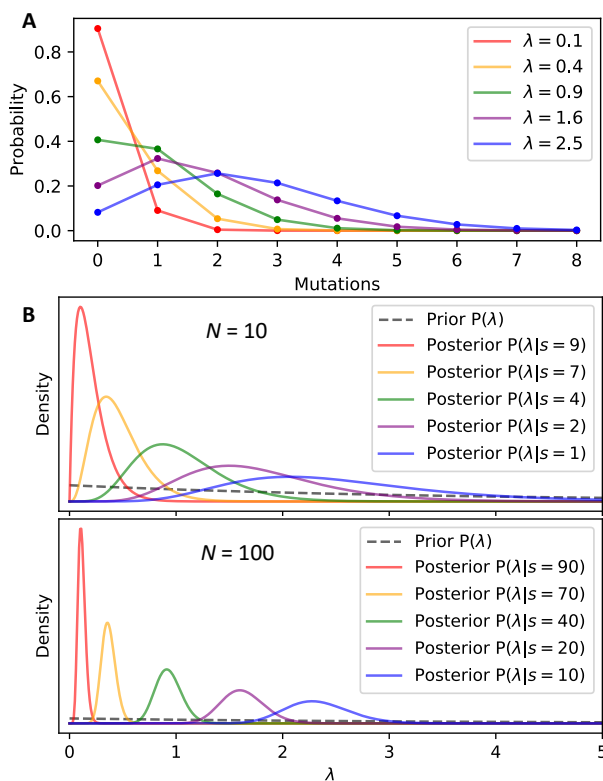 A
0.8
0.6
0.4
0.2
0.0
Probability
λ = 0.1
λ = 0.4
λ = 0.9
λ = 1.6
λ = 2.5
0 1 2 3 4 5 6 7 8
Mutations
B
N = 10
Density
Prior P(λ)
Posterior P(λ|s = 9)
Posterior P(λ|s = 7)
Posterior P(λ|s = 4)
Posterior P(λ|s = 2)
Posterior P(λ|s = 1)
N = 100
Density
Prior P(λ)
Posterior P(λ|s = 90)
Posterior P(λ|s = 70)
Posterior P(λ|s = 40)
Posterior P(λ|s = 20)
Posterior P(λ|s = 10)
0 1 2 3 4 5
λ